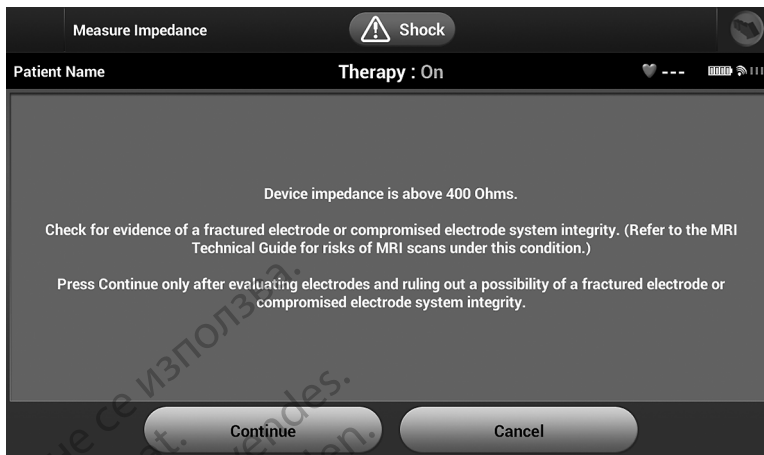 Measure Impedance
Shock
Patient Name
Therapy : On
---
Device impedance is above 400 Ohms.
Check for evidence of a fractured electrode or compromised electrode system integrity. (Refer to the MRI
Technical Guide for risks of MRI scans under this condition.)
Press Continue only after evaluating electrodes and ruling out a possibility of a fractured electrode or
compromised electrode system integrity.
не се използва.
Continue
Cancel